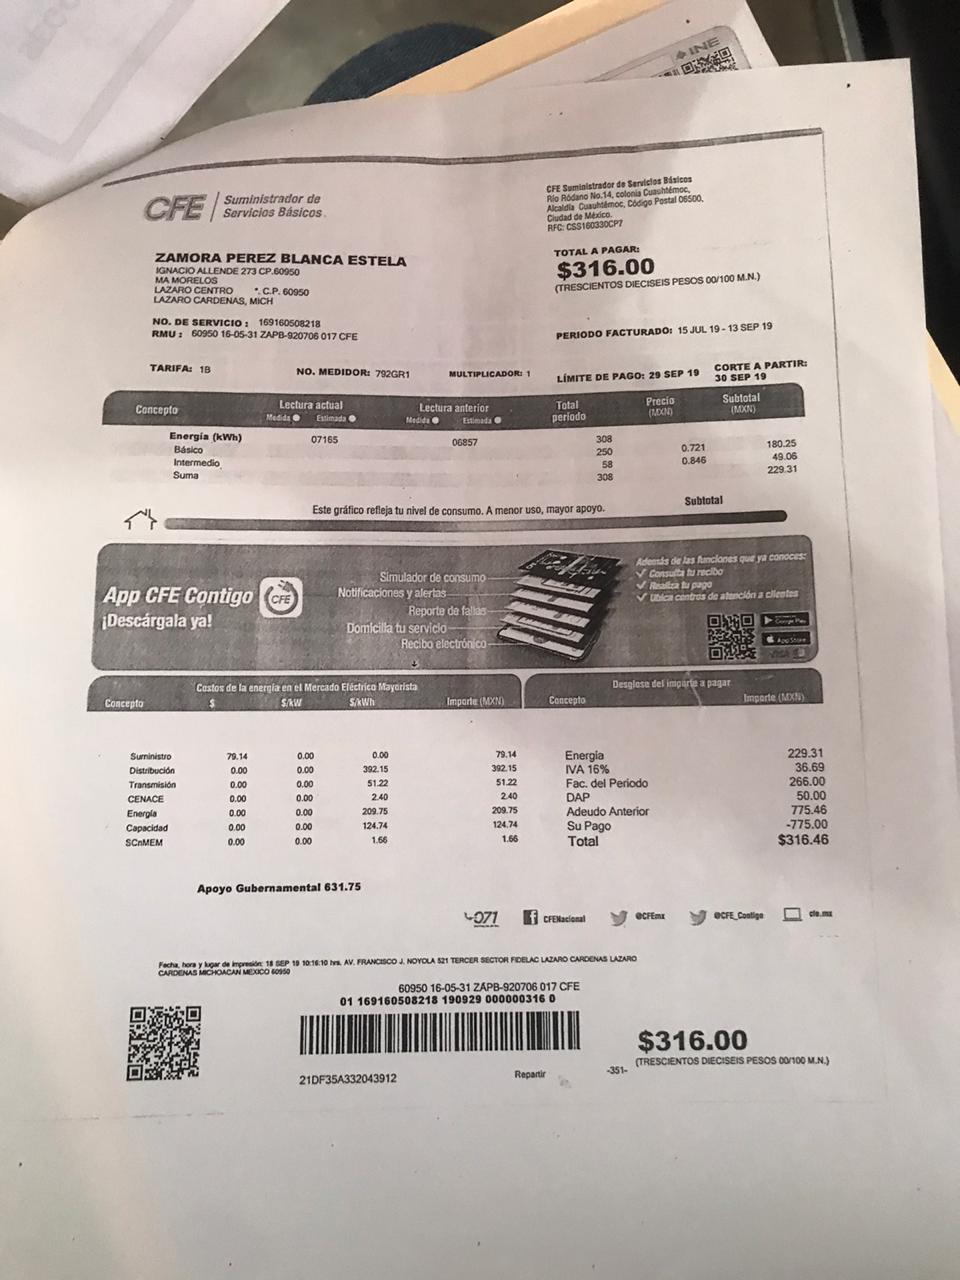 INE
CFE Suministrador de
Servicios Básicos.
CFE Suministrador de Servicios Básicos
Río Ródano No.14, colonia Cuauhtémoc,
Alcaldía Cuauhtémoc, Código Postal 06500,
Ciudad de México.
RFC: CSS160330CP7
ZAMORA PEREZ BLANCA ESTELA
IGNACIO ALLENDE 273 CP.60950
MA MORELOS
LAZARO CENTRO *. C.P. 60950
LAZARO CARDENAS, MICH
TOTAL A PAGAR:
$316.00
(TRESCIENTOS DIECISEIS PESOS 00/100 M.N.)
NO. DE SERVICIO : 169160508218
RMU : 60950 16-05-31 ZAPB-920706 017 CFE
PERIODO FACTURADO: 15 JUL 19 - 13 SEP 19
TARIFA: 1B NO. MEDIDOR: 792GR1 MULTIPLICADOR: 1 LÍMITE DE PAGO: 29 SEP 19 CORTE A PARTIR:
30 SEP 19
Concepto Lectura actual Lectura anterior Total periodo Precio (MXN) Subtotal (MXN)
Medida Estimada Medida Estimada
Energía (kWh) 07165 06857 308
Básico 250 0.721 180.25
Intermedio 58 0.846 49.06
Suma 308 229.31
Subtotal
Este gráfico refleja tu nivel de consumo. A menor uso, mayor apoyo.
App CFE Contigo
¡Descárgala ya!
CFE
Simulador de consumo
Notificaciones y alertas
Reporte de fallas
Domicilia tu servicio
Recibo electrónico
Además de las funciones que ya conoces:
✓ Consulta tu recibo
✓ Realiza tu pago
✓ Ubica centros de atención a clientes
Google Play
App Store
Costos de la energía en el Mercado Eléctrico Mayorista
Concepto $ $/kW $/kWh Importe (MXN)
Suministro 79.14 0.00 0.00 79.14
Distribución 0.00 0.00 392.15 392.15
Transmisión 0.00 0.00 51.22 51.22
CENACE 0.00 0.00 2.40 2.40
Energía 0.00 0.00 209.75 209.75
Capacidad 0.00 0.00 124.74 124.74
SCnMEM 0.00 0.00 1.66 1.66
Desglose del importe a pagar
Concepto Importe (MXN)
Energía 229.31
IVA 16% 36.69
Fac. del Periodo 266.00
DAP 50.00
Adeudo Anterior 775.46
Su Pago -775.00
Total $316.46
Apoyo Gubernamental 631.75
071 CFENacional @CFEmx @CFE_Contigo cfe.mx
Fecha, hora y lugar de impresión: 18 SEP 19 10:16:10 hrs. AV. FRANCISCO J. NOYOLA 521 TERCER SECTOR FIDELAC LAZARO CARDENAS LAZARO
CARDENAS MICHOACAN MEXICO 60950
60950 16-05-31 ZAPB-920706 017 CFE
01 169160508218 190929 000000316 0
21DF35A332043912
Repartir
-351-
$316.00
(TRESCIENTOS DIECISEIS PESOS 00/100 M.N.)